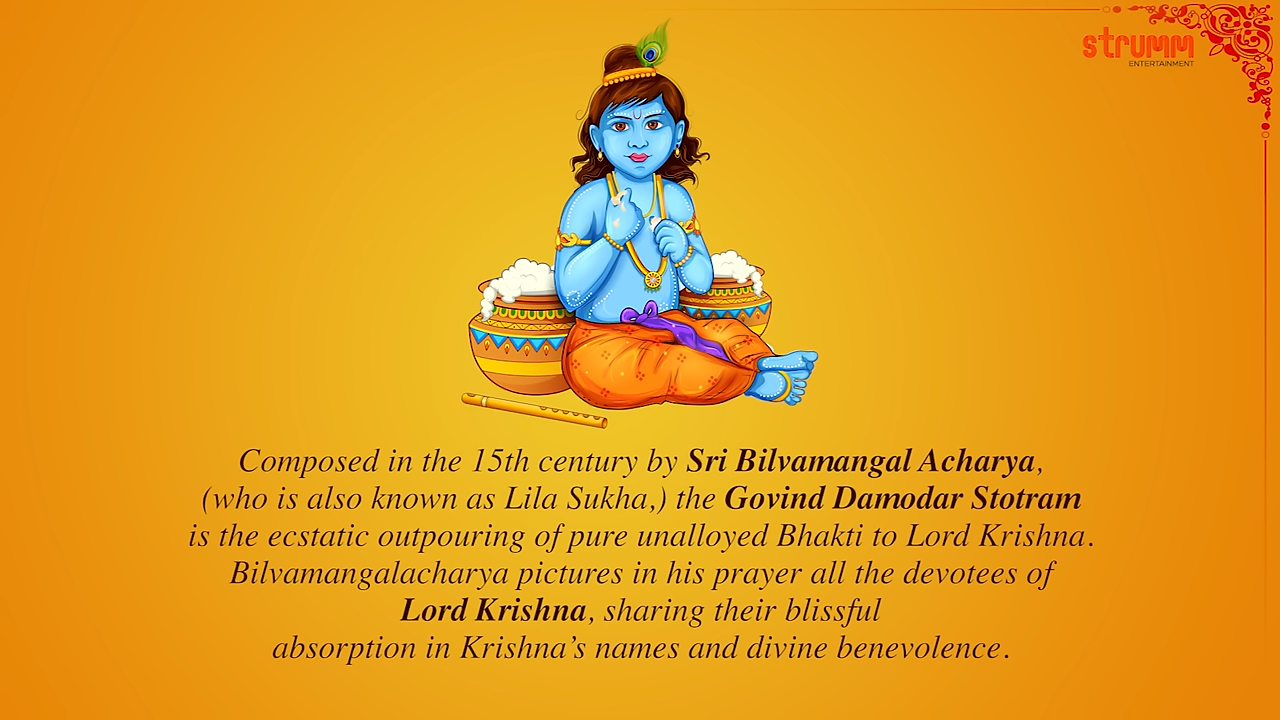 strumm
ENTERTAINMENT
Composed in the 15th century by Sri Bilvamangal Acharya,
(who is also known as Lila Sukha,) the Govind Damodar Stotram
is the ecstatic outpouring of pure unalloyed Bhakti to Lord Krishna.
Bilvamangalacharya pictures in his prayer all the devotees of
Lord Krishna, sharing their blissful
absorption in Krishna’s names and divine benevolence.